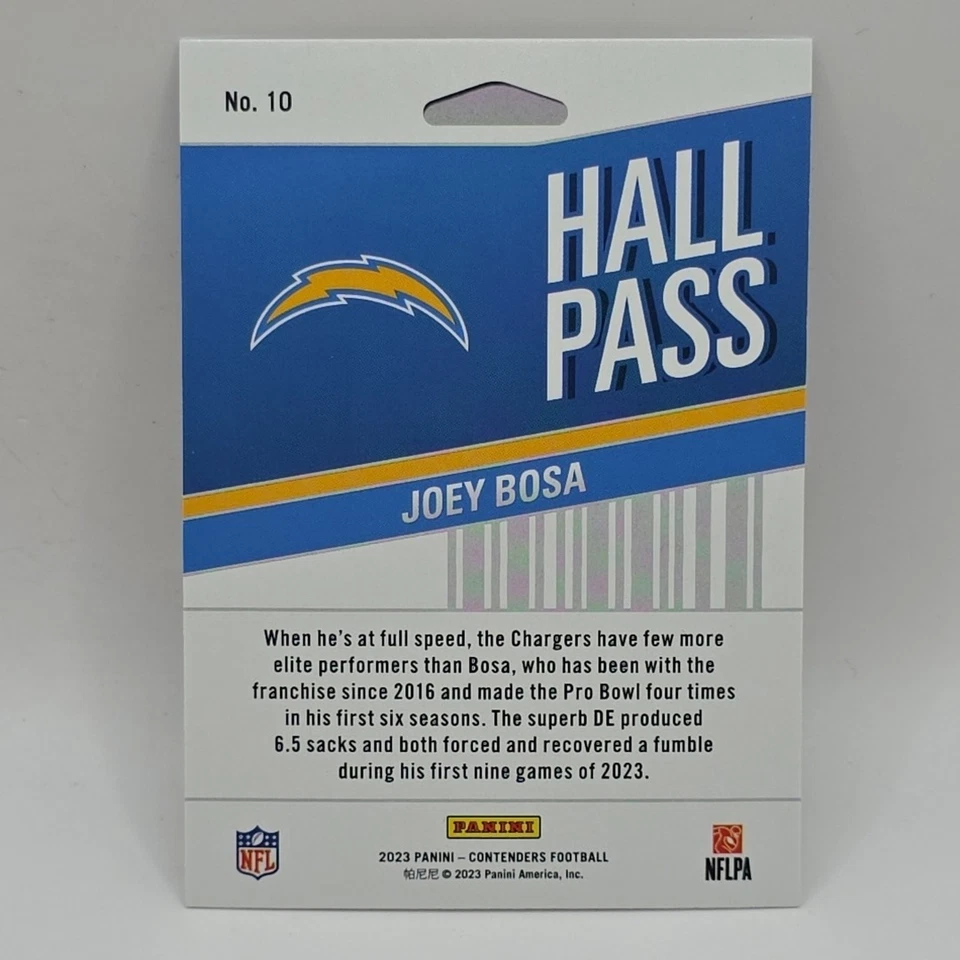 No. 10
HALL
PASS
JOEY BOSA
When he's at full speed, the Chargers have few more
elite performers than Bosa, who has been with the
franchise since 2016 and made the Pro Bowl four times
in his first six seasons. The superb DE produced
6.5 sacks and both forced and recovered a fumble
during his first nine games of 2023.
NFL
PANINI
2023 PANINI – CONTENDERS FOOTBALL
帕尼尼 © 2023 Panini America, Inc.
NFLPA